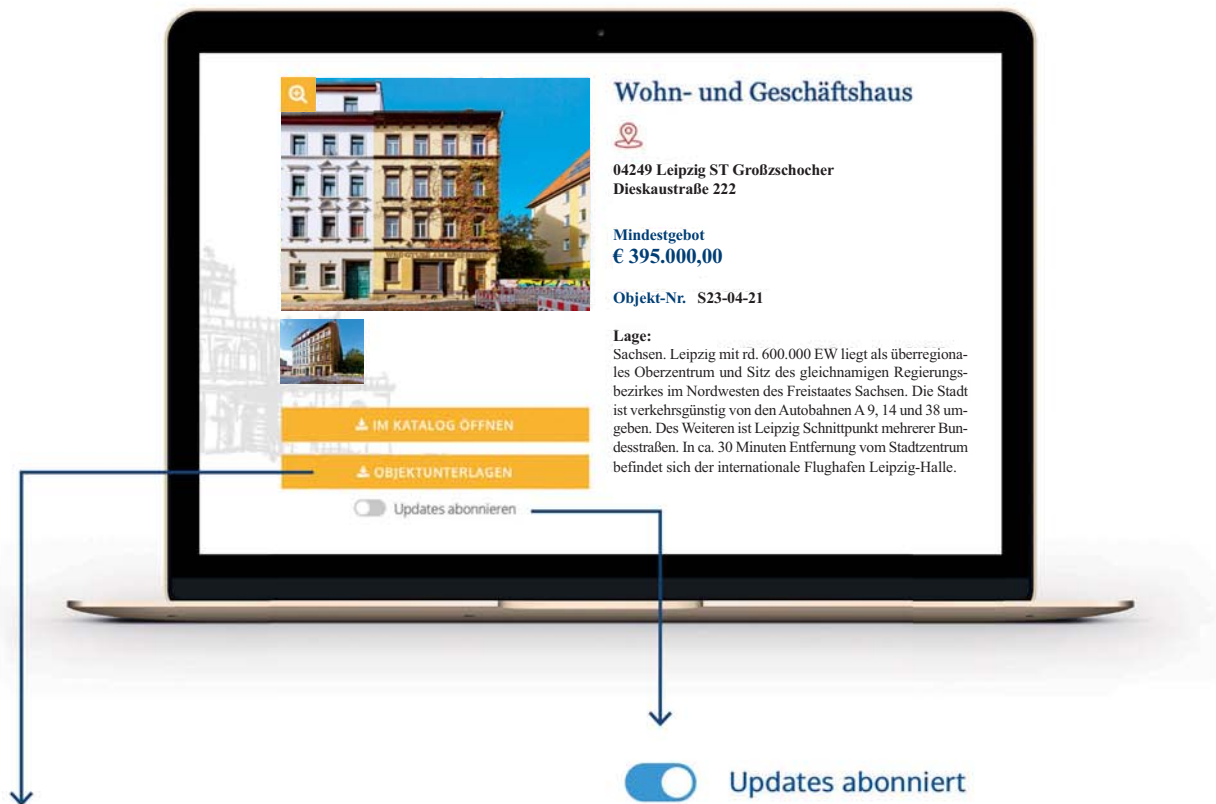 Wohn- und Geschäftshaus
04249 Leipzig ST Großzschocher
Dieskaustraße 222
Mindestgebot
€ 395.000,00
Objekt-Nr. S23-04-21
Lage:
Sachsen. Leipzig mit rd. 600.000 EW liegt als überregiona-
les Oberzentrum und Sitz des gleichnamigen Regierungs-
bezirkes im Nordwesten des Freistaates Sachsen. Die Stadt
ist verkehrsgünstig von den Autobahnen A 9, 14 und 38 um-
geben. Des Weiteren ist Leipzig Schnittpunkt mehrerer Bun-
desstraßen. In ca. 30 Minuten Entfernung vom Stadtzentrum
befindet sich der internationale Flughafen Leipzig-Halle.
IM KATALOG ÖFFNEN
OBJEKTUNTERLAGEN
Updates abonnieren
Updates abonniert